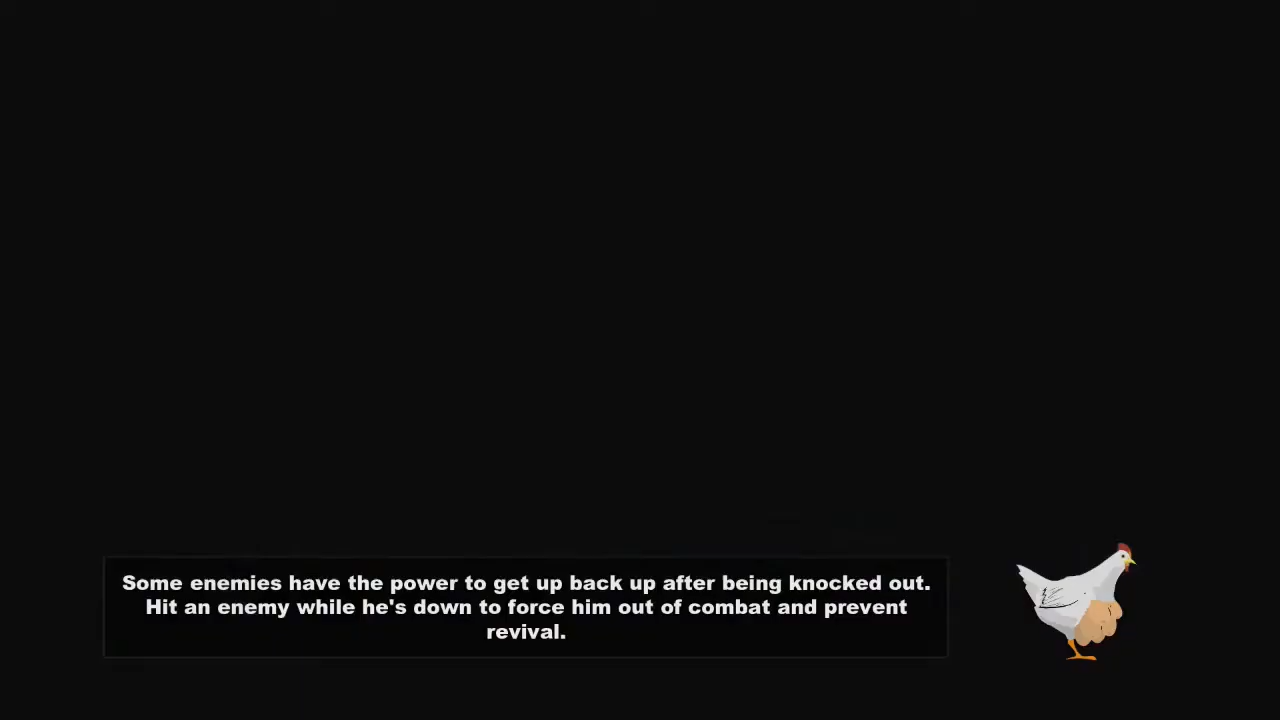 Some enemies have the power to get up back up after being knocked out.
Hit an enemy while he's down to force him out of combat and prevent
revival.